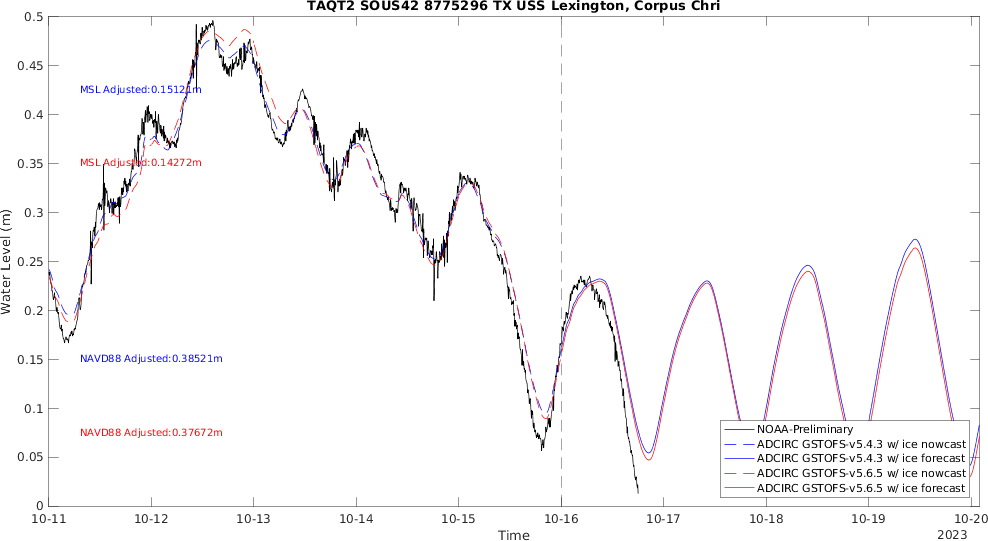 TAQT2 SOUS42 8775296 TX USS Lexington, Corpus Chri
0.5
0.45
0.4
0.35
0.3
0.25
0.2
0.15
0.1
0.05
0
Water Level (m)
MSL Adjusted:0.15121m
MSL Adjusted:0.14272m
NAVD88 Adjusted:0.38521m
NAVD88 Adjusted:0.37672m
NOAA-Preliminary
ADCIRC GSTOFS-v5.4.3 w/ ice nowcast
ADCIRC GSTOFS-v5.4.3 w/ ice forecast
ADCIRC GSTOFS-v5.6.5 w/ ice nowcast
ADCIRC GSTOFS-v5.6.5 w/ ice forecast
10-11 10-12 10-13 10-14 10-15 10-16 10-17 10-18 10-19 10-20
Time
2023